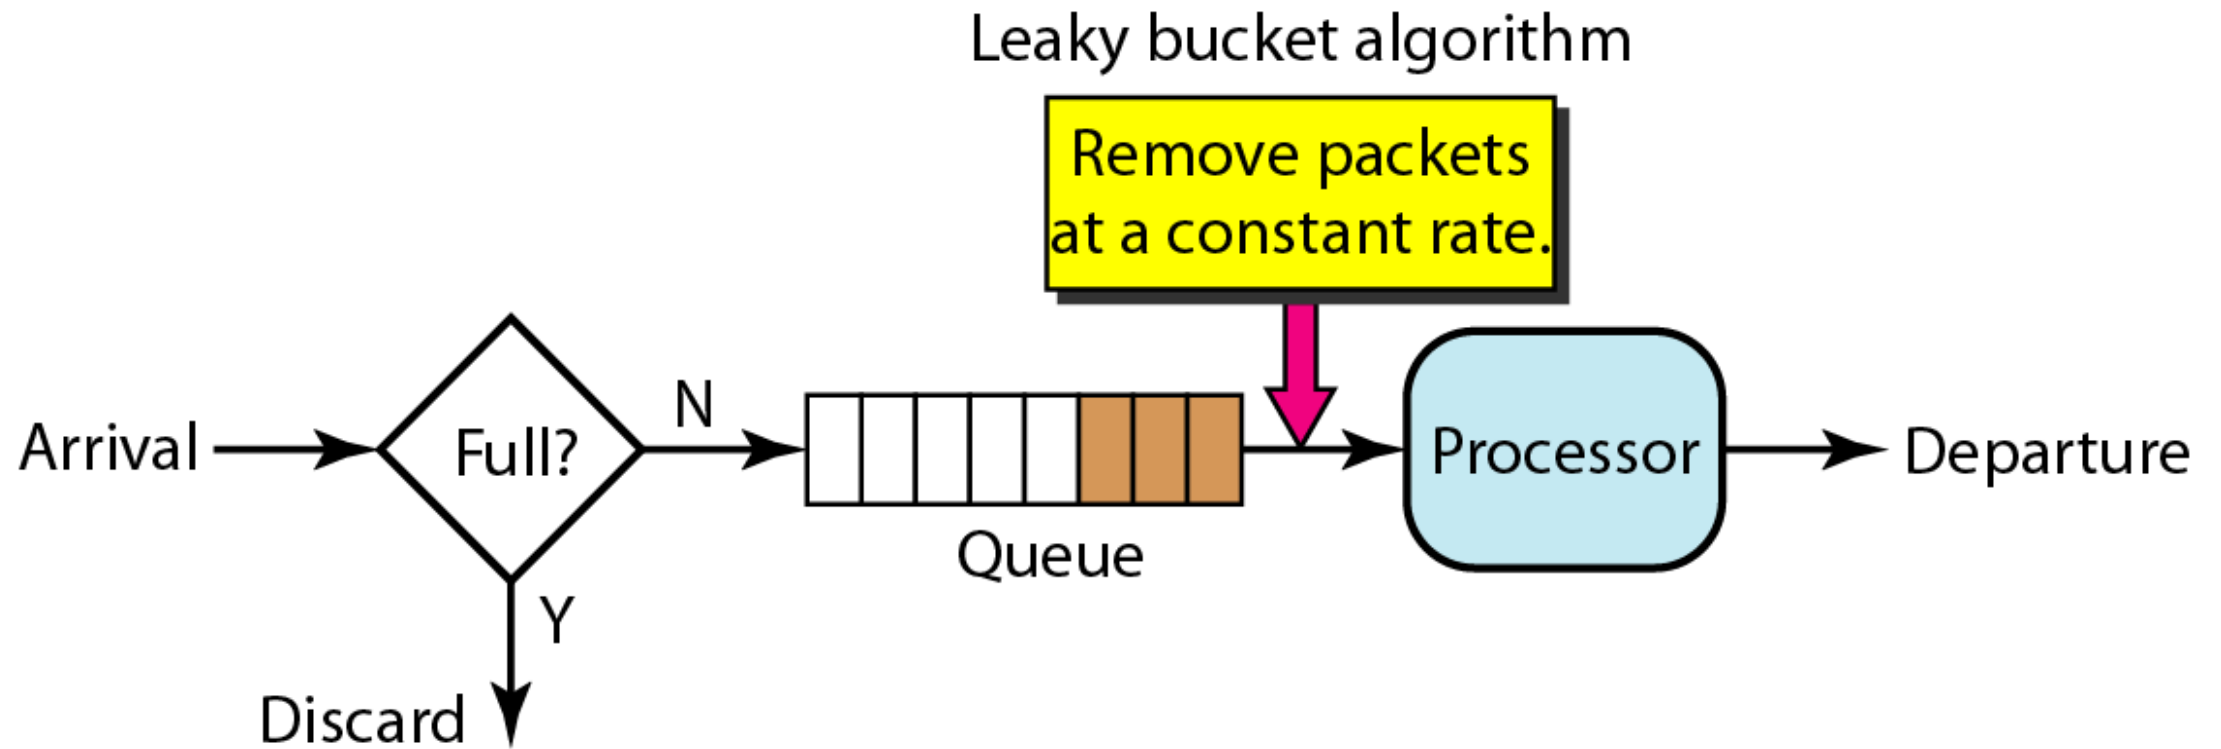 Leaky bucket algorithm
Remove packets
at a constant rate.
Arrival
Full?
N
Y
Discard
Queue
Processor
Departure